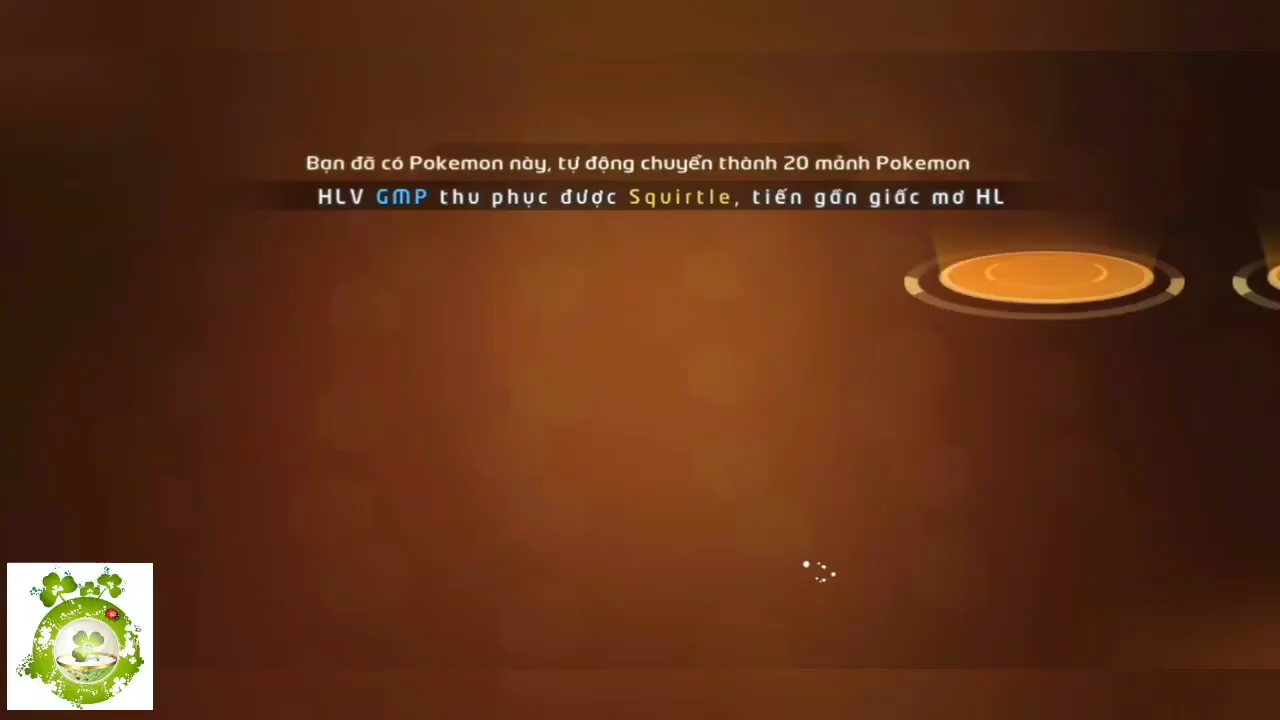 Bạn đã có Pokemon này, tự động chuyển thành 20 mảnh Pokemon
HLV GMP thu phục được Squirtle, tiến gần giấc mơ HL